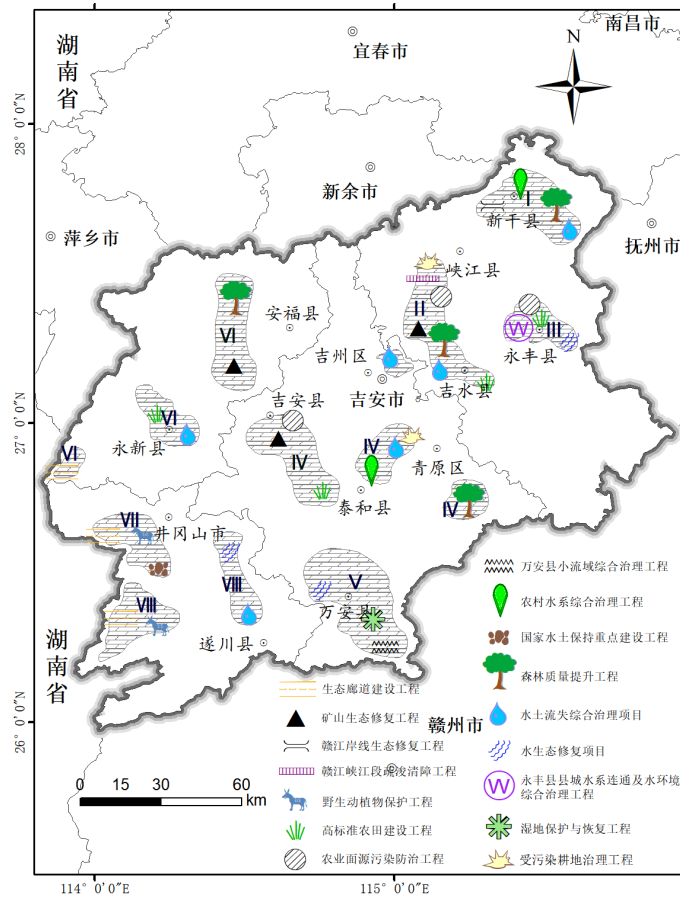 湖南省
宜春市
南昌市
N
28° 0′0″N
新余市
萍乡市
抚州市
I
新干县
峡江县
安福县
II
VI
吉州区
III
永丰县
吉安县
吉安市
吉水县
27° 0′0″N
VI
永新县
VI
IV
IV
青原区
泰和县
IV
VII
井冈山市
VIII
V
VIII
万安县
遂川县
湖南省
26° 0′0″N
赣州市
生态廊道建设工程
矿山生态修复工程
赣江岸线生态修复工程
赣江峡江段疏浚清障工程
野生动植物保护工程
高标准农田建设工程
农业面源污染防治工程
万安县小流域综合治理工程
农村水系综合治理工程
国家水土保持重点建设工程
森林质量提升工程
水土流失综合治理项目
水生态修复项目
W
永丰县县城水系连通及水环境
综合治理工程
湿地保护与恢复工程
受污染耕地治理工程
0 15 30 60
km
114° 0′0″E
115° 0′0″E